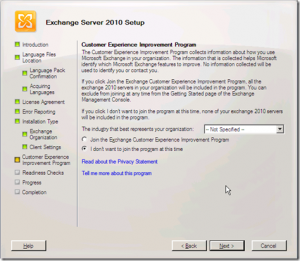 Exchange Server 2010 Setup
Introduction
Language Files
Location
Language Pack
Confirmation
Acquiring
Languages
License Agreement
Error Reporting
Installation Type
Exchange
Organization
Client Settings
Customer Experience
Improvement Program
Readiness Checks
Progress
Completion
Customer Experience Improvement Program
The Customer Experience Improvement Program collects information about how you use
Microsoft Exchange in your organization. The information that is collected helps Microsoft
identify which Microsoft Exchange features to improve. No information collected will be
used to identify you or contact you.
If you click Join the Exchange Customer Experience Improvement Program, all the
exchange 2010 servers in your organization will be included in the program. You can
exclude from joining at any time from the Getting Started page of the Exchange
Management Console.
If you click I don't want to join the program at this time, none of your exchange 2010 servers
will be included in the program.
The industry that best represents your organization:
-- Not Specified --
Join the Exchange Customer Experience Improvement Program
I don't want to join the program at this time
Read about the Privacy Statement
Tell me more about this program
Help
< Back
Next >
Cancel